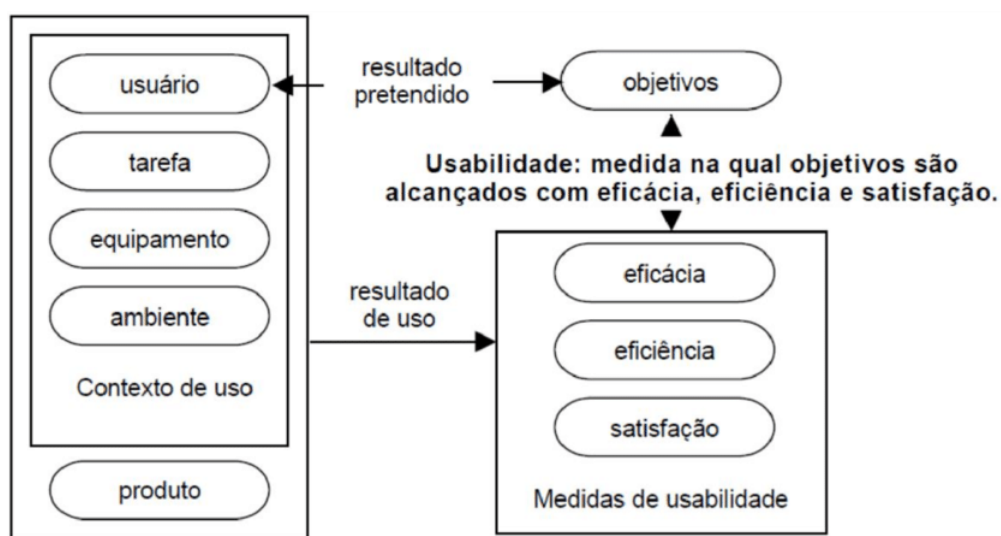 usuário
tarefa
equipamento
ambiente
Contexto de uso
produto
resultado
pretendido
objetivos
Usabilidade: medida na qual objetivos são
alcançados com eficácia, eficiência e satisfação.
resultado
de uso
eficácia
eficiência
satisfação
Medidas de usabilidade